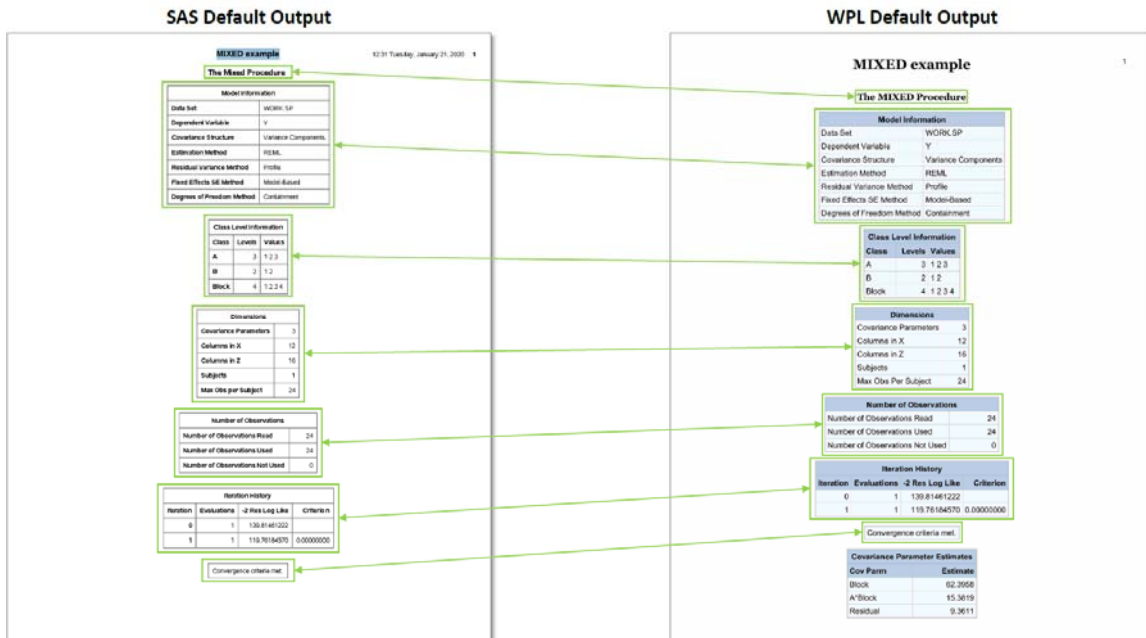 SAS Default Output
MIXED example
12:31 Tuesday, January 21, 2020 1
The Mixed Procedure
Model Information
Data Set WORK.SP
Dependent Variable Y
Covariance Structure Variance Components
Estimation Method REML
Residual Variance Method Profile
Fixed Effects SE Method Model-Based
Degrees of Freedom Method Containment
Class Level Information
Class Levels Values
A 3 1 2 3
B 2 1 2
Block 4 1 2 3 4
Dimensions
Covariance Parameters 3
Columns in X 12
Columns in Z 16
Subjects 1
Max Obs per Subject 24
Number of Observations
Number of Observations Read 24
Number of Observations Used 24
Number of Observations Not Used 0
Iteration History
Iteration Evaluations -2 Res Log Like Criterion
0 1 139.81461222
1 1 119.76184570 0.00000000
Convergence criteria met.
WPL Default Output
MIXED example
1
The MIXED Procedure
Model Information
Data Set WORK.SP
Dependent Variable Y
Covariance Structure Variance Components
Estimation Method REML
Residual Variance Method Profile
Fixed Effects SE Method Model-Based
Degrees of Freedom Method Containment
Class Level Information
Class Levels Values
A 3 1 2 3
B 2 1 2
Block 4 1 2 3 4
Dimensions
Covariance Parameters 3
Columns in X 12
Columns in Z 16
Subjects 1
Max Obs Per Subject 24
Number of Observations
Number of Observations Read 24
Number of Observations Used 24
Number of Observations Not Used 0
Iteration History
Iteration Evaluations -2 Res Log Like Criterion
0 1 139.81461222
1 1 119.76184570 0.00000000
Convergence criteria met.
Covariance Parameter Estimates
Cov Parm Estimate
Block 62.3958
A*Block 15.3819
Residual 9.3611